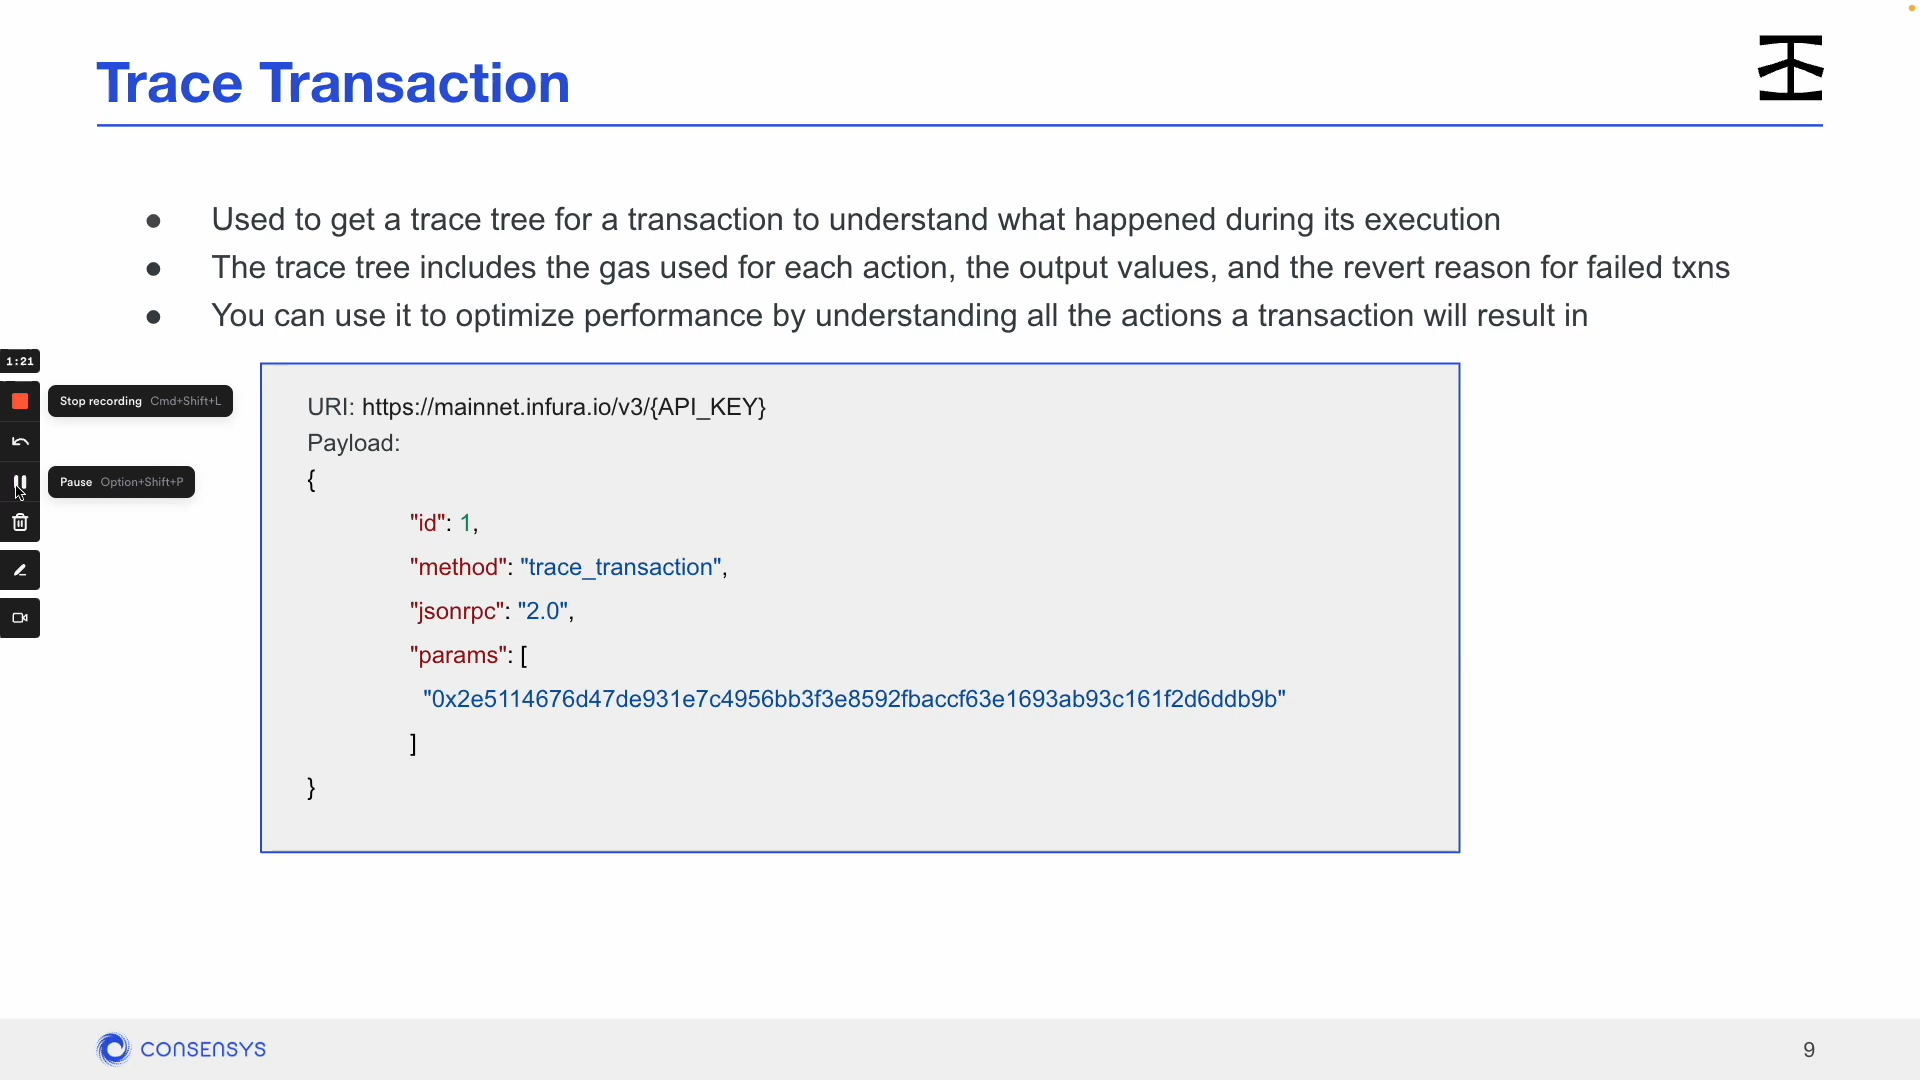 Trace Transaction
● Used to get a trace tree for a transaction to understand what happened during its execution
● The trace tree includes the gas used for each action, the output values, and the revert reason for failed txns
● You can use it to optimize performance by understanding all the actions a transaction will result in
1:21
Stop recording Cmd+Shift+L
Pause Option+Shift+P
URI: https://mainnet.infura.io/v3/{API_KEY}
Payload:
{
"id": 1,
"method": "trace_transaction",
"jsonrpc": "2.0",
"params": [
"0x2e5114676d47de931e7c4956bb3f3e8592fbaccf63e1693ab93c161f2d6ddb9b"
]
}
CONSENSYS
9